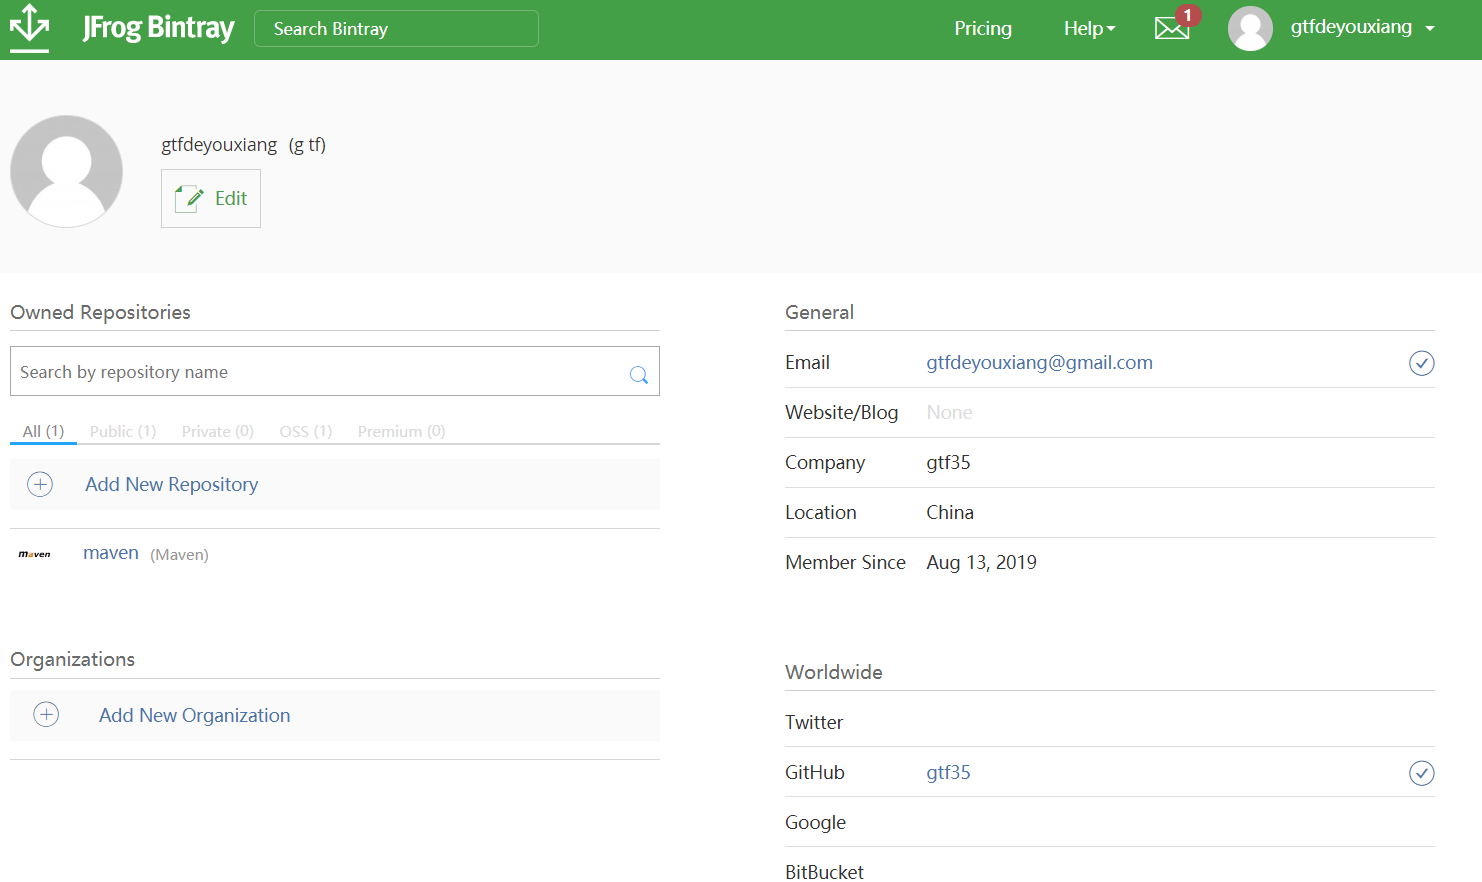 JFrog Bintray Search Bintray Pricing Help 1 gtfdeyouxiang
gtfdeyouxiang (g tf)
Edit
Owned Repositories
Search by repository name
All (1) Public (1) Private (0) OSS (1) Premium (0)
Add New Repository
maven maven (Maven)
Organizations
Add New Organization
General
Email gtfdeyouxiang@gmail.com
Website/Blog None
Company gtf35
Location China
Member Since Aug 13, 2019
Worldwide
Twitter
GitHub gtf35
Google
BitBucket